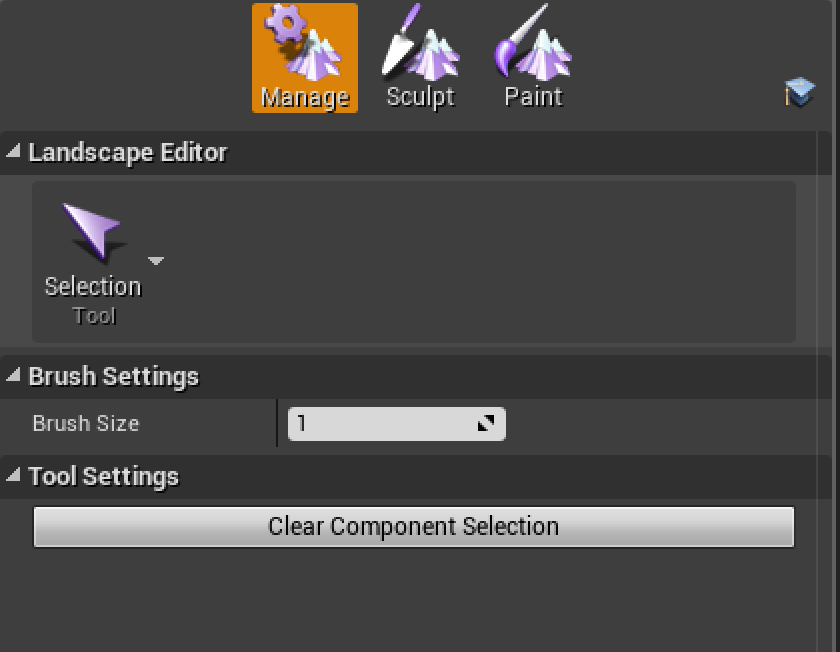 Manage Sculpt Paint
Landscape Editor
Selection
Tool
Brush Settings
Brush Size 1
Tool Settings
Clear Component Selection